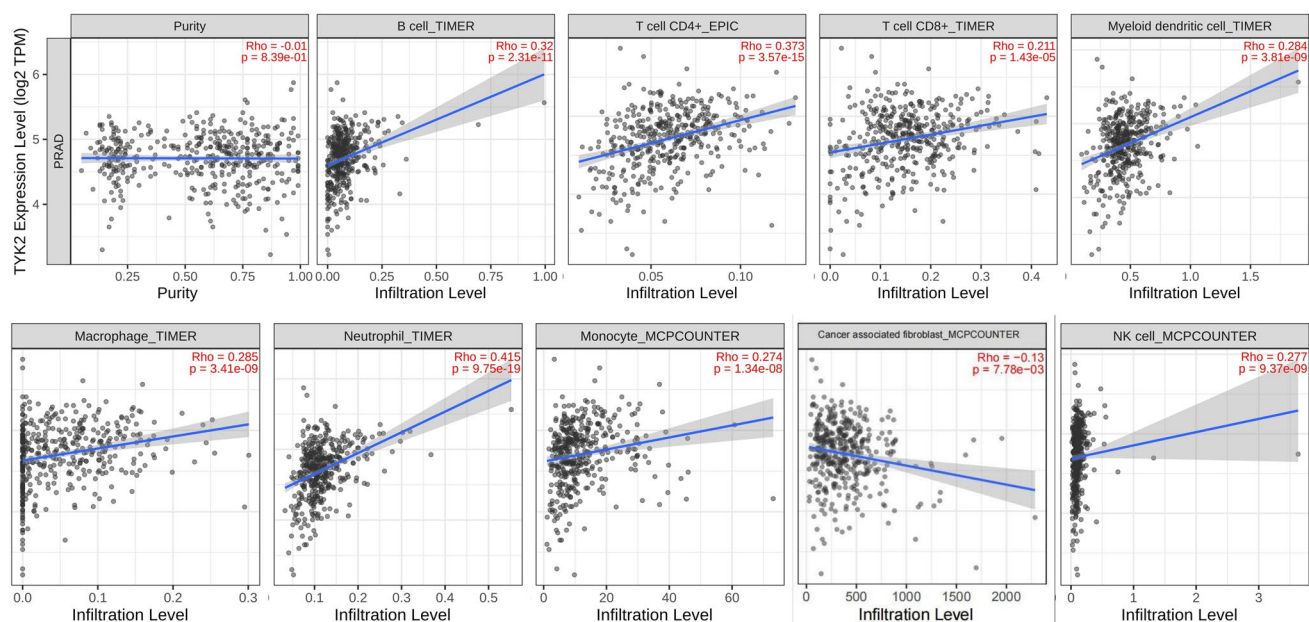 Purity
Rho = -0.01
p = 8.39e-01
B cell_TIMER
Rho = 0.32
p = 2.31e-11
T cell CD4+_EPIC
Rho = 0.373
p = 3.57e-15
T cell CD8+_TIMER
Rho = 0.211
p = 1.43e-05
Myeloid dendritic cell_TIMER
Rho = 0.284
p = 3.81e-09
TYK2 Expression Level (log2 TPM)
PRAD
6
5
4
0.25 0.50 0.75 1.00
Purity
0.00 0.25 0.50 0.75 1.00
Infiltration Level
0.05 0.10
Infiltration Level
0.0 0.1 0.2 0.3 0.4
Infiltration Level
0.5 1.0 1.5
Infiltration Level
Macrophage_TIMER
Rho = 0.285
p = 3.41e-09
Neutrophil_TIMER
Rho = 0.415
p = 9.75e-19
Monocyte_MCPCOUNTER
Rho = 0.274
p = 1.34e-08
Cancer associated fibroblast_MCPCOUNTER
Rho = −0.13
p = 7.78e−03
NK cell_MCPCOUNTER
Rho = 0.277
p = 9.37e-09
0.0 0.1 0.2 0.3
Infiltration Level
0.1 0.2 0.3 0.4 0.5
Infiltration Level
0 20 40 60
Infiltration Level
0 500 1000 1500 2000
Infiltration Level
0 1 2 3
Infiltration Level